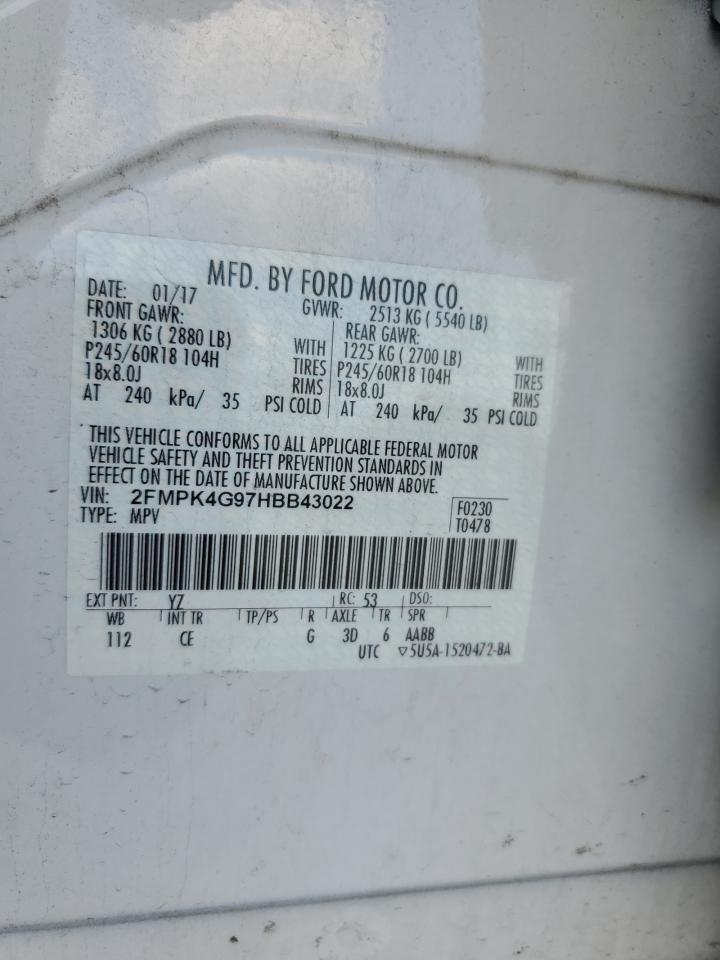 MFD. BY FORD MOTOR CO.
DATE: 01/17 GVWR: 2513 KG ( 5540 LB)
FRONT GAWR: REAR GAWR:
1306 KG ( 2880 LB) WITH 1225 KG ( 2700 LB) WITH
P245/60R18 104H TIRES P245/60R18 104H TIRES
18x8.0J RIMS 18x8.0J RIMS
AT 240 kPa/ 35 PSI COLD AT 240 kPa/ 35 PSI COLD
THIS VEHICLE CONFORMS TO ALL APPLICABLE FEDERAL MOTOR
VEHICLE SAFETY AND THEFT PREVENTION STANDARDS IN
EFFECT ON THE DATE OF MANUFACTURE SHOWN ABOVE.
VIN: 2FMPK4G97HBB43022 F0230
TYPE: MPV T0478
EXT PNT: YZ RC: 53 DSO:
WB INT TR TP/PS R AXLE TR SPR
112 CE G 3D 6 AABB
UTC ▽5U5A-1520472-BA